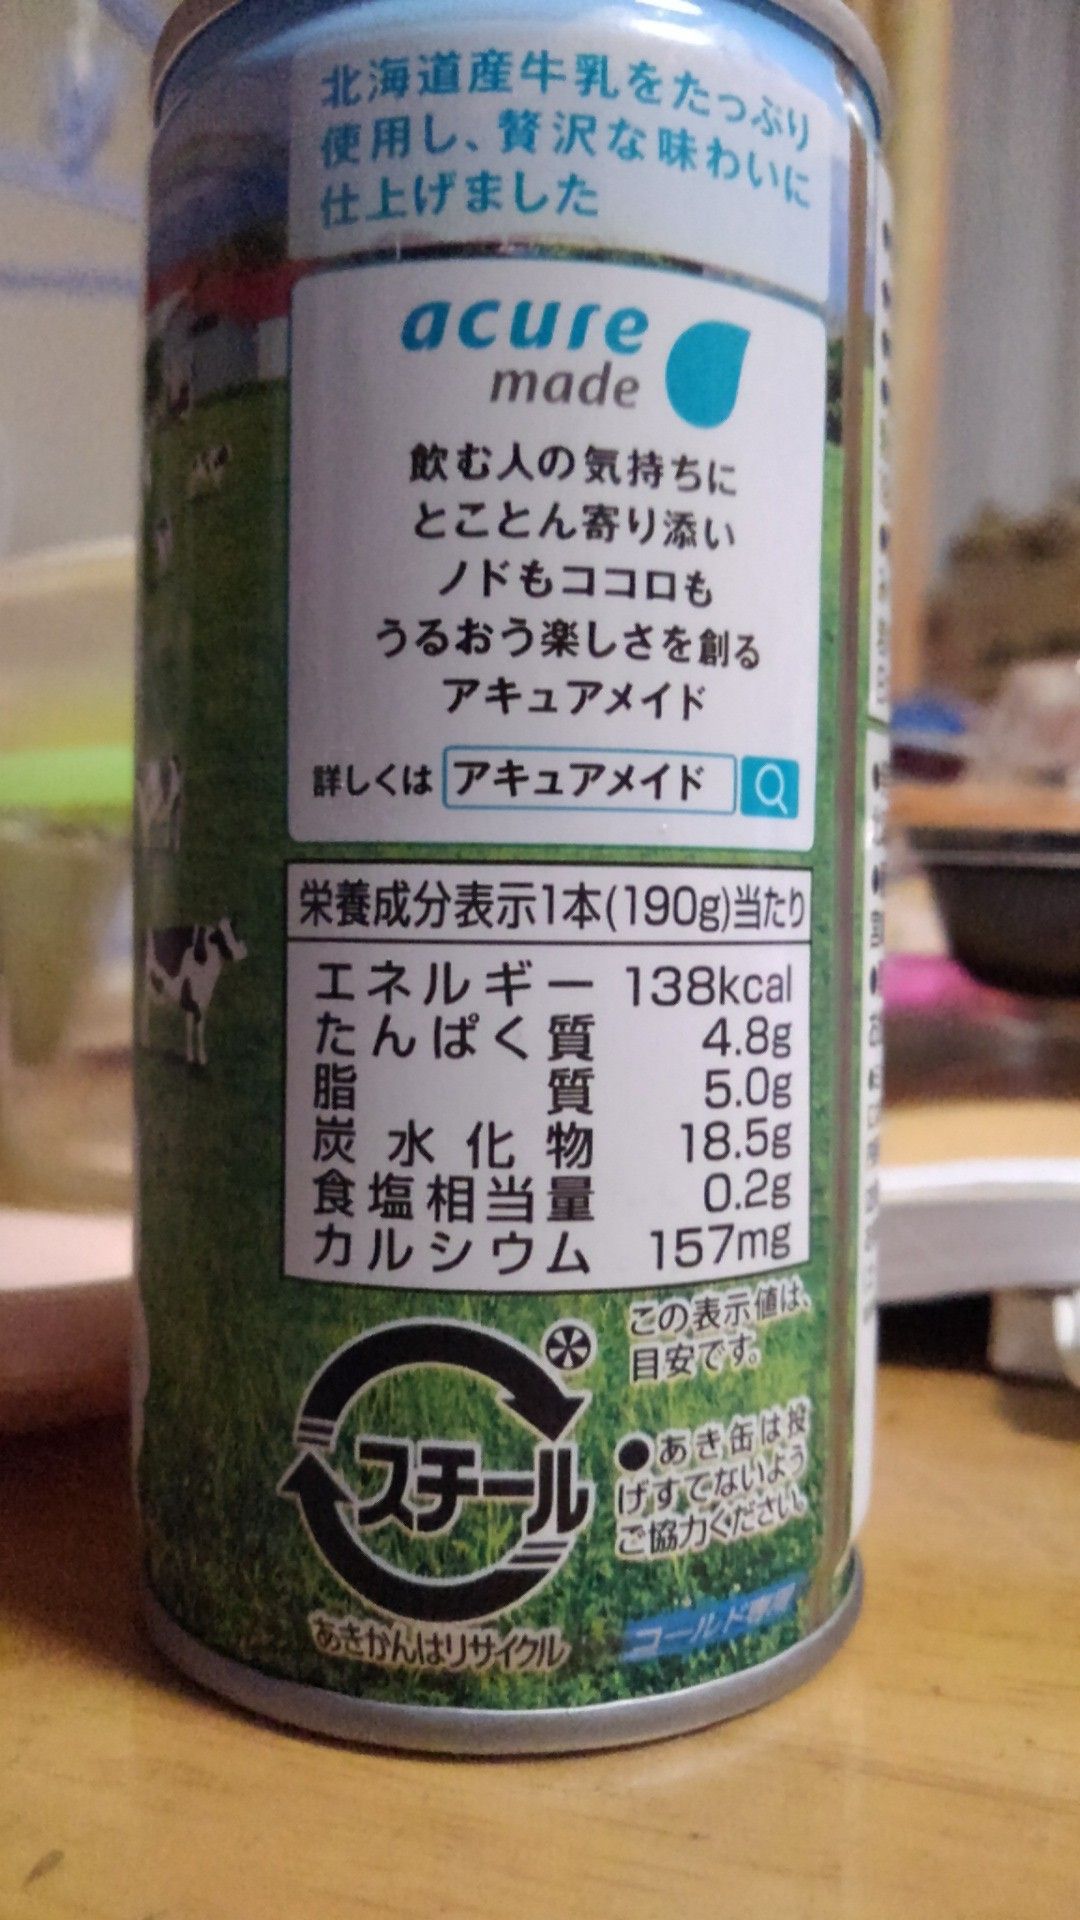 北海道産牛乳をたっぷり
使用し、贅沢な味わいに
仕上げました
acure
made
飲む人の気持ちに
とことん寄り添い
ノドもココロも
うるおう楽しさを創る
アキュアメイド
詳しくは アキュアメイド
栄養成分表示1本(190g)当たり
エネルギー 138kcal
たんぱく質 4.8g
脂質 5.0g
炭水化物 18.5g
食塩相当量 0.2g
カルシウム 157mg
この表示値は、
目安です。
スチール
●あき缶は投
げすてないよう
ご協力ください。
あきかんはリサイクル
コールド専用